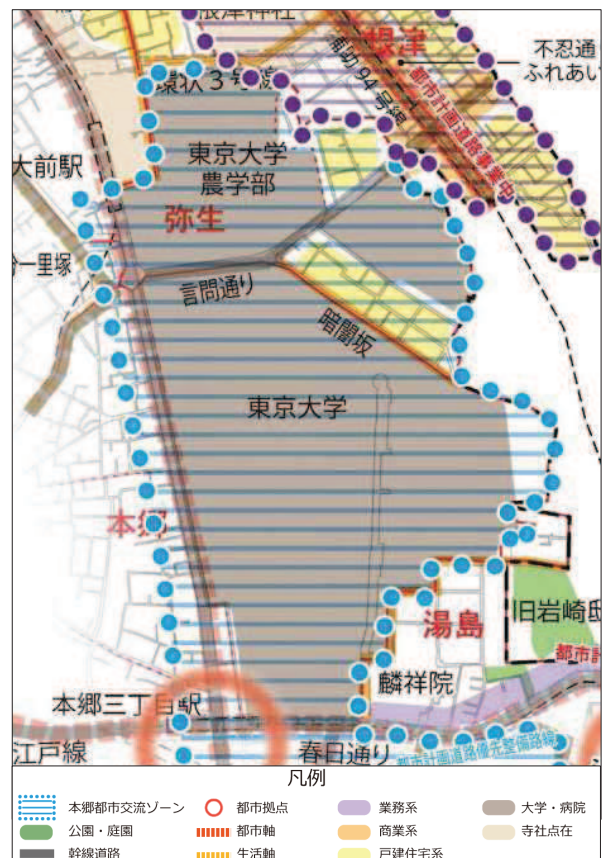 根津神社
根津
不忍通
ふれあい
環状3号線
補助94号線
都市計画道路事業中
東京大学
農学部
大前駅
弥生
一里塚
言問通り
暗闇坂
東京大学
本郷
湯島
旧岩崎邸
都市計
麟祥院
本郷三丁目駅
江戸線
春日通り
都市計画道路優先整備路線
凡例
本郷都市交流ゾーン
都市拠点
業務系
大学・病院
公園・庭園
都市軸
商業系
寺社点在
幹線道路
生活軸
戸建住宅系